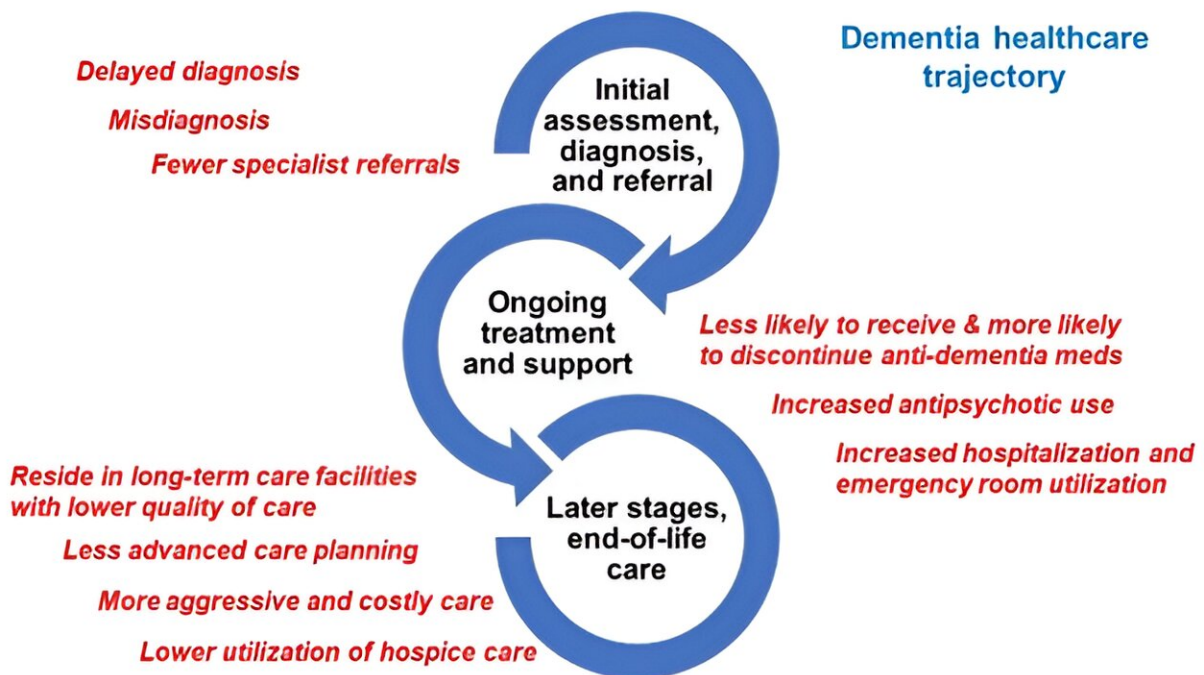 Dementia healthcare
trajectory
Delayed diagnosis
Misdiagnosis
Fewer specialist referrals
Initial
assessment,
diagnosis,
and referral
Ongoing
treatment
and support
Less likely to receive & more likely
to discontinue anti-dementia meds
Increased antipsychotic use
Increased hospitalization and
emergency room utilization
Reside in long-term care facilities
with lower quality of care
Less advanced care planning
More aggressive and costly care
Lower utilization of hospice care
Later stages,
end-of-life
care